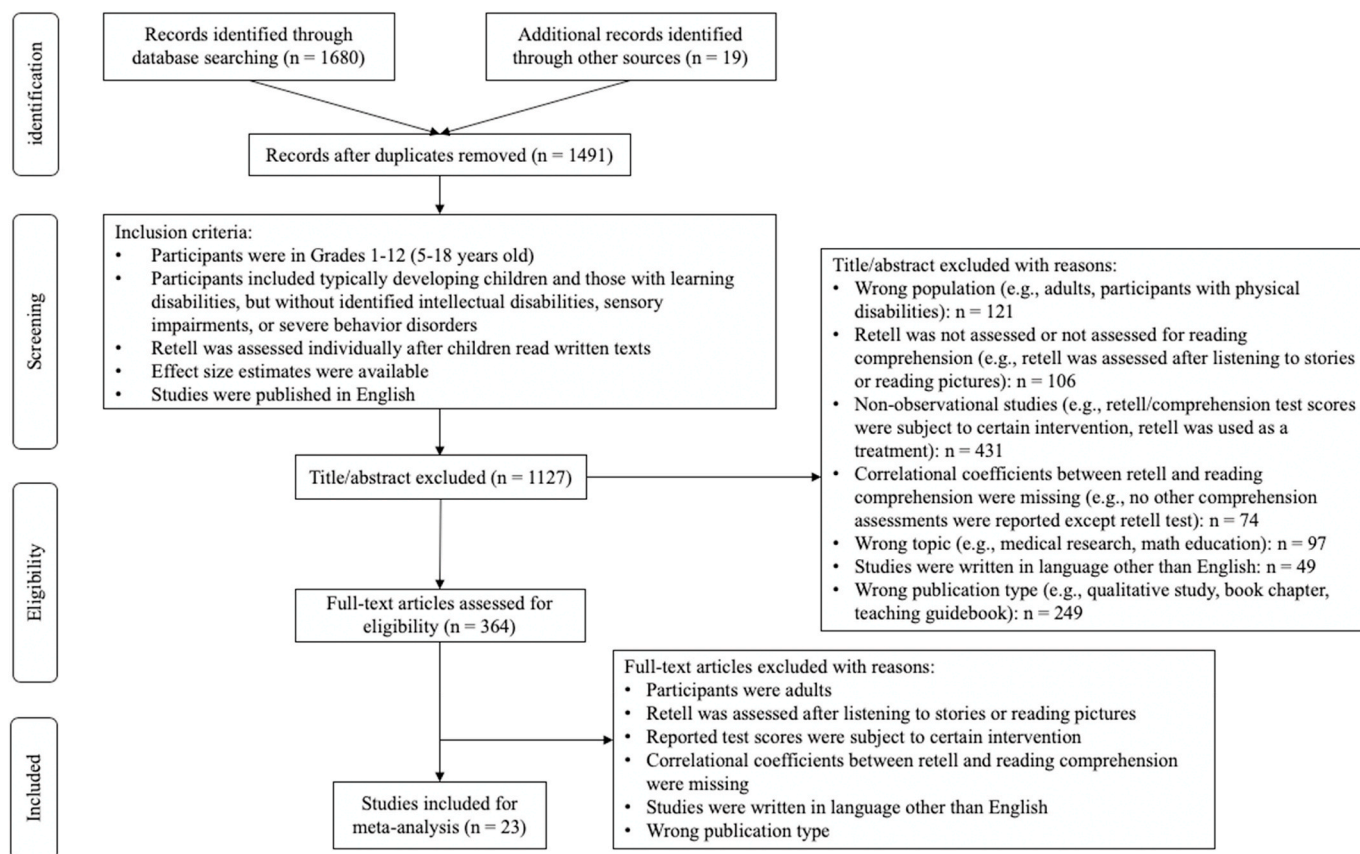 identification
Records identified through
database searching (n = 1680)
Additional records identified
through other sources (n = 19)
Records after duplicates removed (n = 1491)
Screening
Inclusion criteria:
• Participants were in Grades 1-12 (5-18 years old)
• Participants included typically developing children and those with learning
disabilities, but without identified intellectual disabilities, sensory
impairments, or severe behavior disorders
• Retell was assessed individually after children read written texts
• Effect size estimates were available
• Studies were published in English
Title/abstract excluded (n = 1127)
Title/abstract excluded with reasons:
• Wrong population (e.g., adults, participants with physical
disabilities): n = 121
• Retell was not assessed or not assessed for reading
comprehension (e.g., retell was assessed after listening to stories
or reading pictures): n = 106
• Non-observational studies (e.g., retell/comprehension test scores
were subject to certain intervention, retell was used as a
treatment): n = 431
• Correlational coefficients between retell and reading
comprehension were missing (e.g., no other comprehension
assessments were reported except retell test): n = 74
• Wrong topic (e.g., medical research, math education): n = 97
• Studies were written in language other than English: n = 49
• Wrong publication type (e.g., qualitative study, book chapter,
teaching guidebook): n = 249
Eligibility
Full-text articles assessed for
eligibility (n = 364)
Full-text articles excluded with reasons:
• Participants were adults
• Retell was assessed after listening to stories or reading pictures
• Reported test scores were subject to certain intervention
• Correlational coefficients between retell and reading comprehension
were missing
• Studies were written in language other than English
• Wrong publication type
Included
Studies included for
meta-analysis (n = 23)